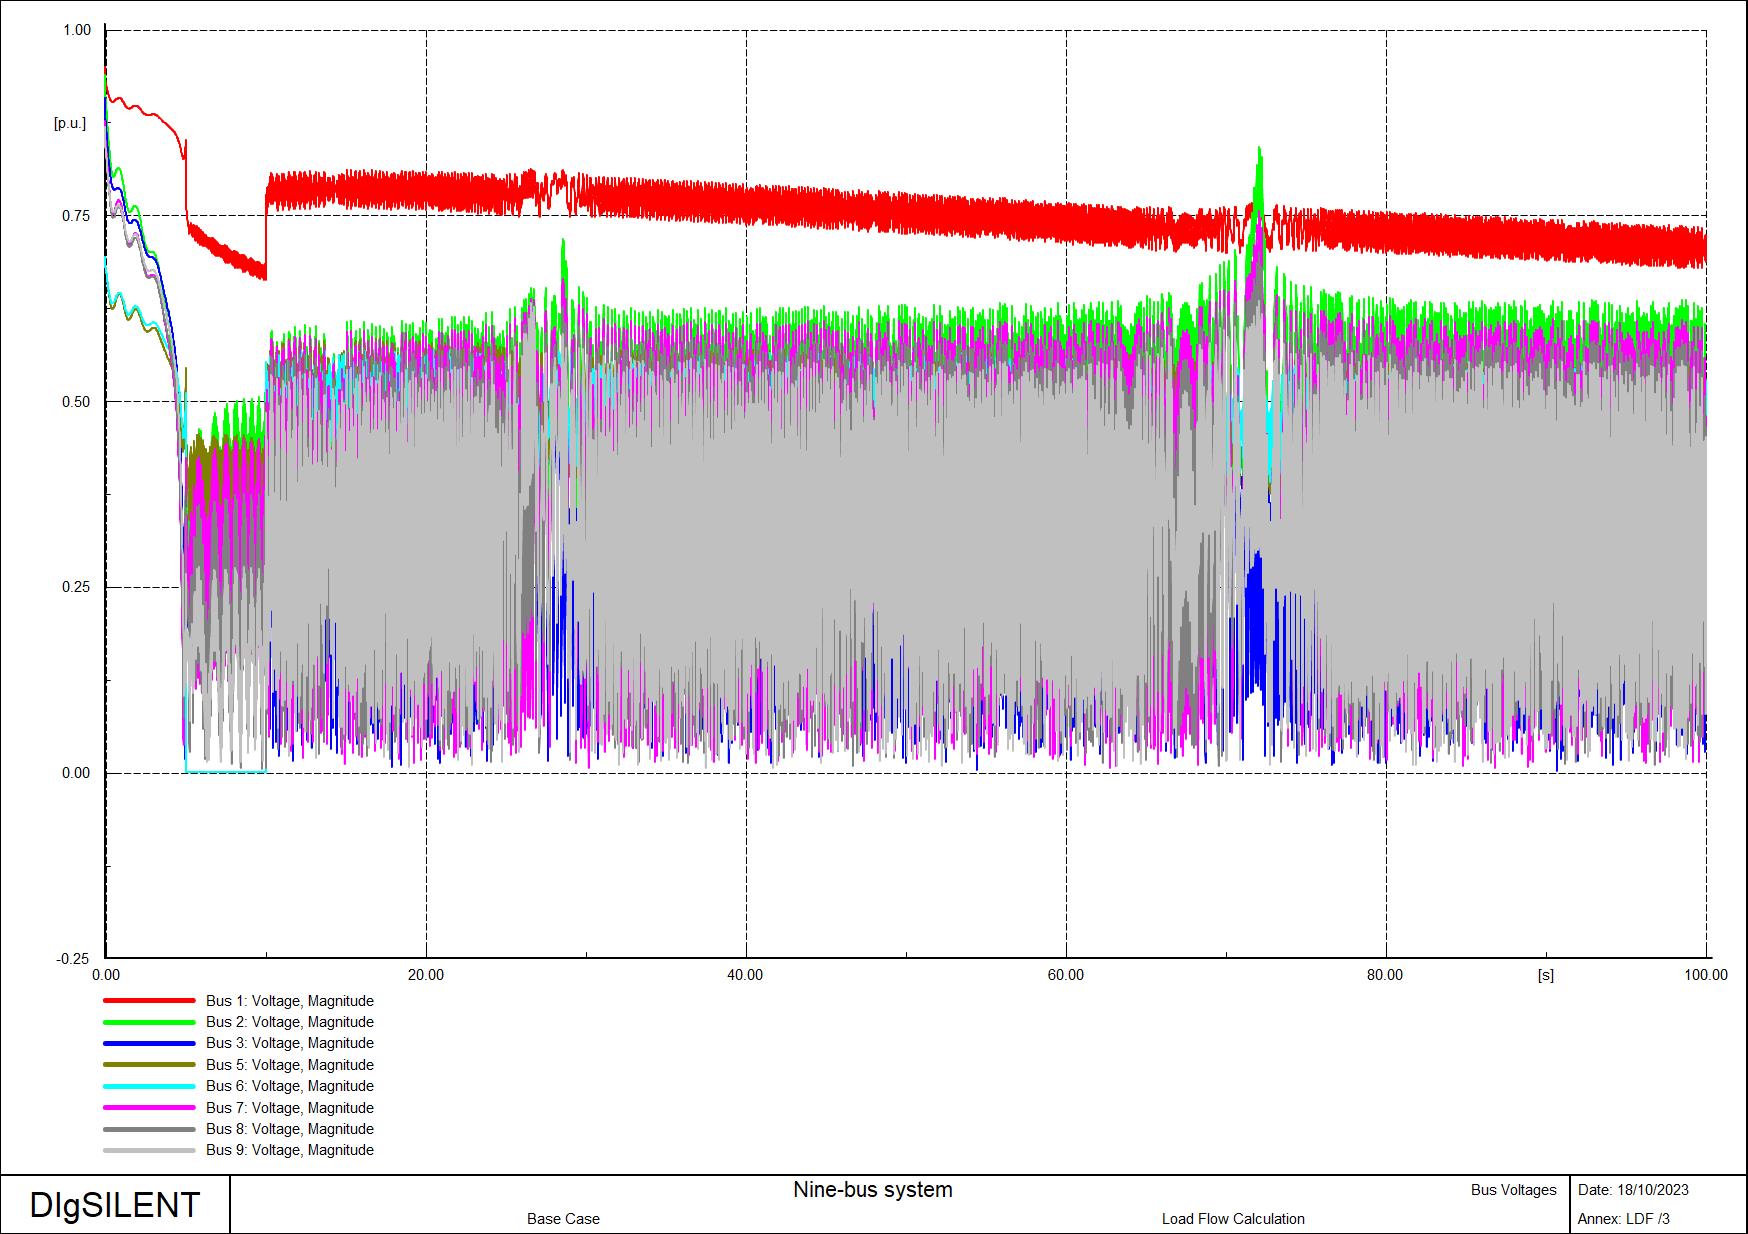 1.00
[p.u.]
0.75
0.50
0.25
0.00
-0.25
0.00 20.00 40.00 60.00 80.00 [s] 100.00
Bus 1: Voltage, Magnitude
Bus 2: Voltage, Magnitude
Bus 3: Voltage, Magnitude
Bus 5: Voltage, Magnitude
Bus 6: Voltage, Magnitude
Bus 7: Voltage, Magnitude
Bus 8: Voltage, Magnitude
Bus 9: Voltage, Magnitude
DIgSILENT
Nine-bus system
Base Case
Load Flow Calculation
Bus Voltages
Date: 18/10/2023
Annex: LDF /3